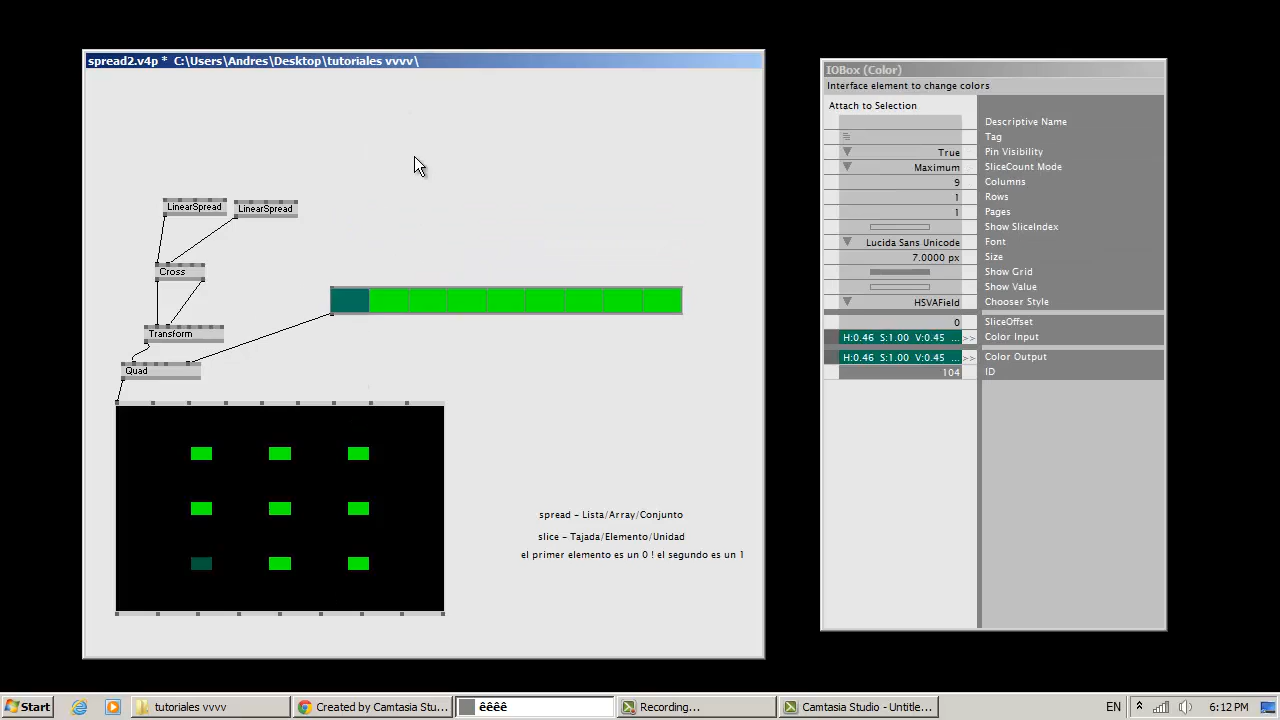 spread2.v4p *  C:\Users\Andres\Desktop\tutoriales vvvv\
LinearSpread
LinearSpread
Cross
Transform
Quad
spread - Lista/Array/Conjunto
slice - Tajada/Elemento/Unidad
el primer elemento es un 0 ! el segundo es un 1
IOBox (Color)
Interface element to change colors
Attach to Selection
Descriptive Name
Tag
True Pin Visibility
Maximum SliceCount Mode
9 Columns
1 Rows
1 Pages
Show SliceIndex
Lucida Sans Unicode Font
7.0000 px Size
Show Grid
Show Value
HSVAField Chooser Style
0 SliceOffset
H:0.46 S:1.00 V:0.45 ... >> Color Input
H:0.46 S:1.00 V:0.45 ... >> Color Output
104 ID
Start tutoriales vvvv Created by Camtasia Stu... êêêê Recording... Camtasia Studio - Untitle... EN 6:12 PM